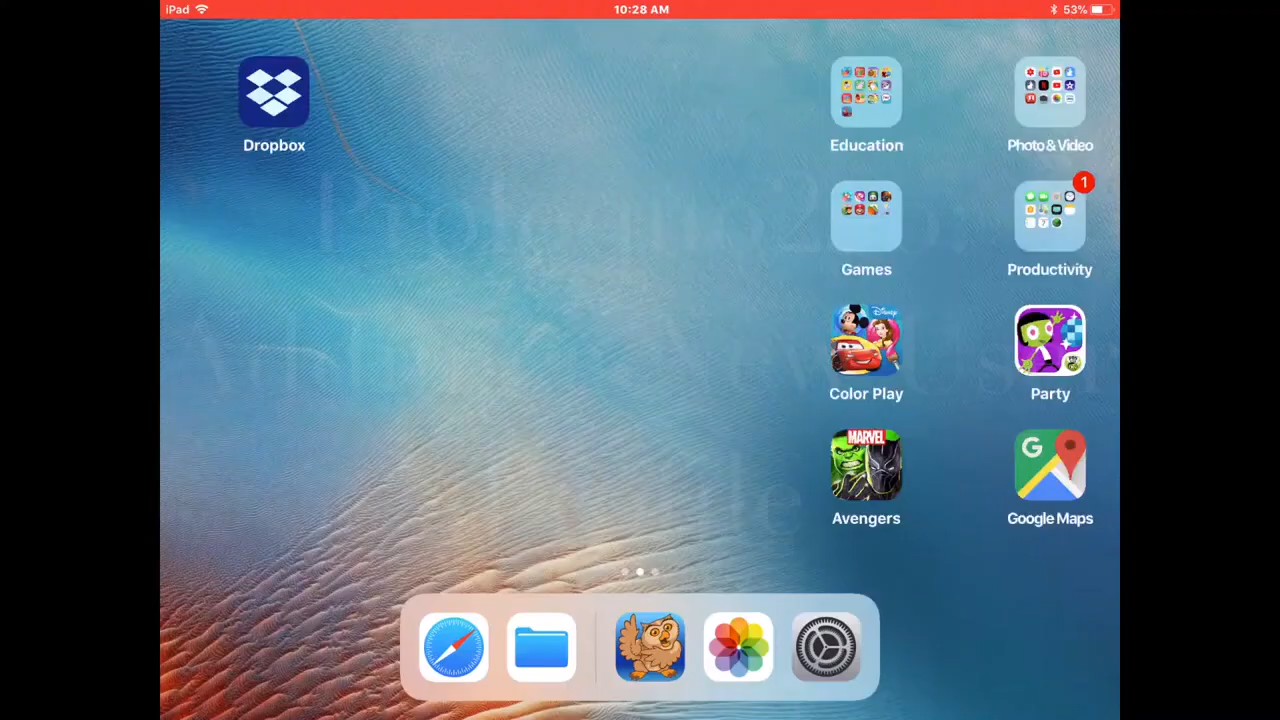 iPad 10:28 AM 53%
Dropbox Education Photo & Video
1
Games Productivity
Disney
Color Play Party
MARVEL
G
Avengers Google Maps